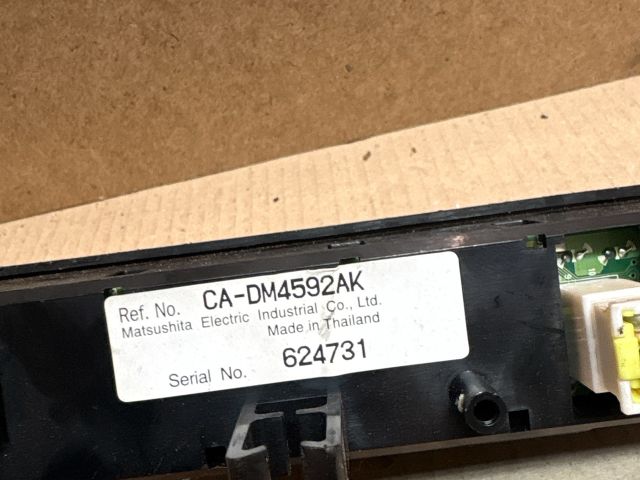 Ref. No. CA-DM4592AK
Matsushita Electric Industrial Co., Ltd.
Made in Thailand
Serial No. 624731